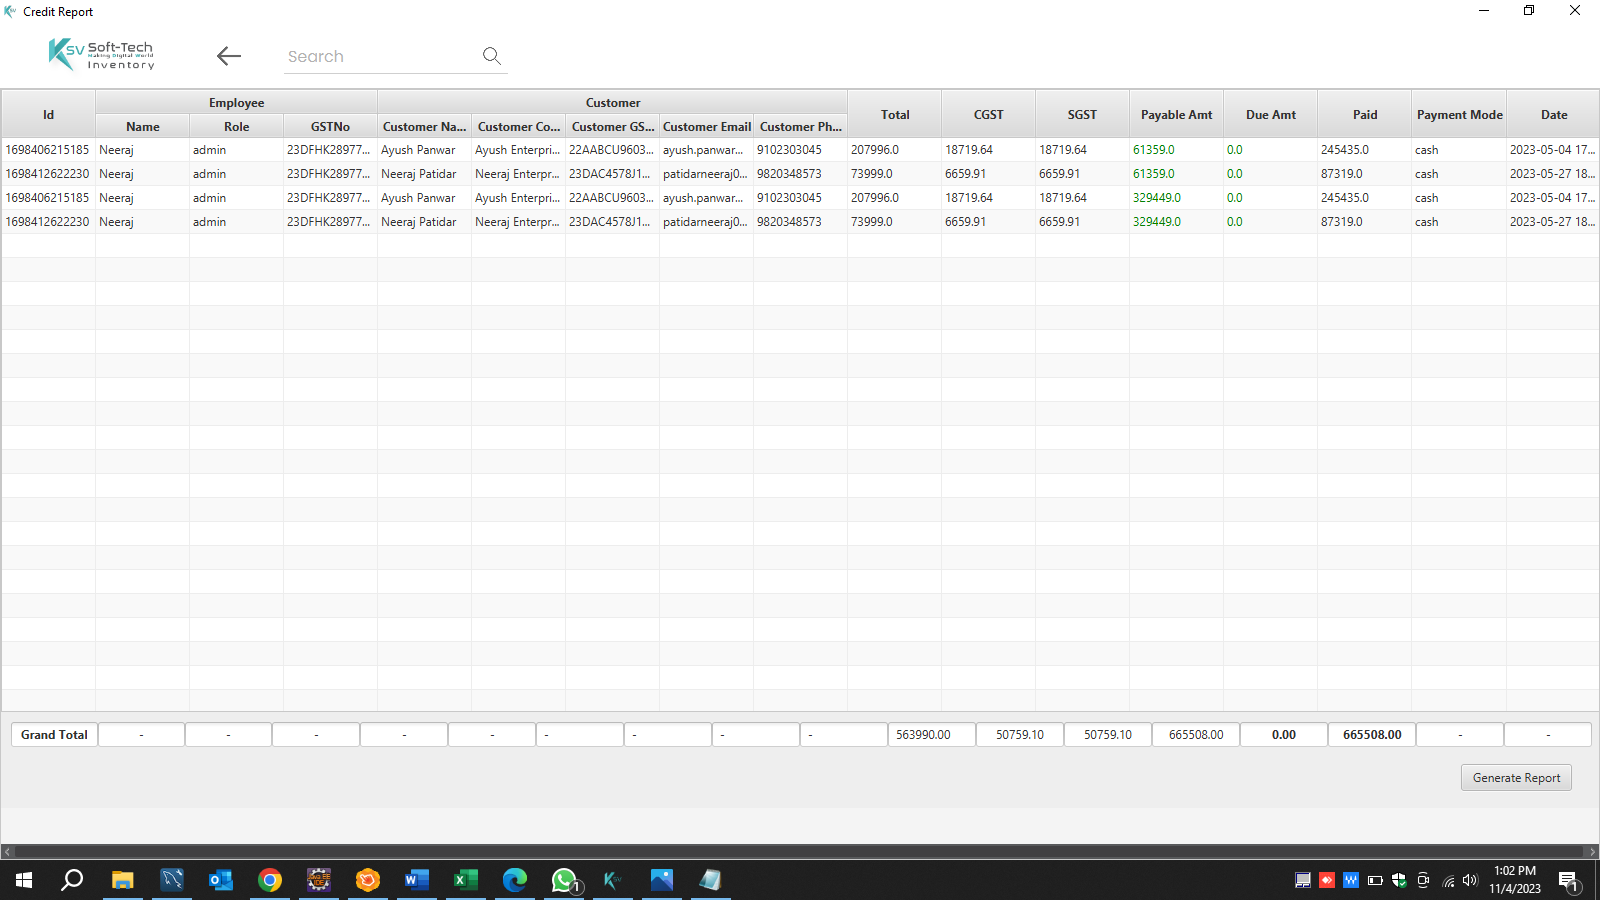 Credit Report
Ksv Soft-Tech
Making Digital World
Inventory
Search
Id Employee Customer Total CGST SGST Payable Amt Due Amt Paid Payment Mode Date
Name Role GSTNo Customer Na... Customer Co... Customer GS... Customer Email Customer Ph...
1698406215185 Neeraj admin 23DFHK28977... Ayush Panwar Ayush Enterpri... 22AABCU9603... ayush.panwar... 9102303045 207996.0 18719.64 18719.64 61359.0 0.0 245435.0 cash 2023-05-04 17...
1698412622230 Neeraj admin 23DFHK28977... Neeraj Patidar Neeraj Enterpr... 23DAC4578J1... patidarneeraj0... 9820348573 73999.0 6659.91 6659.91 61359.0 0.0 87319.0 cash 2023-05-27 18...
1698406215185 Neeraj admin 23DFHK28977... Ayush Panwar Ayush Enterpri... 22AABCU9603... ayush.panwar... 9102303045 207996.0 18719.64 18719.64 329449.0 0.0 245435.0 cash 2023-05-04 17...
1698412622230 Neeraj admin 23DFHK28977... Neeraj Patidar Neeraj Enterpr... 23DAC4578J1... patidarneeraj0... 9820348573 73999.0 6659.91 6659.91 329449.0 0.0 87319.0 cash 2023-05-27 18...
Grand Total - - - - - - - - - 563990.00 50759.10 50759.10 665508.00 0.00 665508.00 - -
Generate Report
1:02 PM
11/4/2023